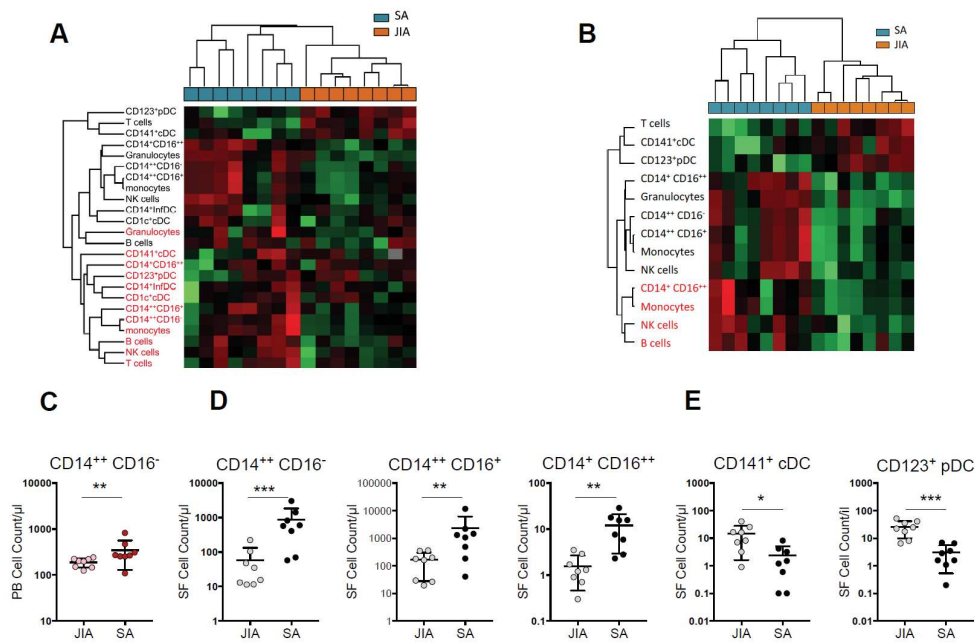 A
SA
JIA
CD123⁺pDC
T cells
CD141⁺cDC
CD14⁺CD16⁺⁺
Granulocytes
CD14⁺⁺CD16⁻
CD14⁺⁺CD16⁺
monocytes
NK cells
CD14⁺InfDC
CD1c⁺cDC
Granulocytes
B cells
CD141⁺cDC
CD14⁺CD16⁺⁺
CD123⁺pDC
CD14⁺InfDC
CD1c⁺cDC
CD14⁺⁺CD16⁺
CD14⁺⁺CD16⁻
monocytes
B cells
NK cells
T cells
B
SA
JIA
T cells
CD141⁺cDC
CD123⁺pDC
CD14⁺ CD16⁺⁺
Granulocytes
CD14⁺⁺ CD16⁻
CD14⁺⁺ CD16⁺
Monocytes
NK cells
CD14⁺ CD16⁺⁺
Monocytes
NK cells
B cells
C
CD14⁺⁺ CD16⁻
PB Cell Count/µl
10000
1000
100
10
**
JIA SA
D
CD14⁺⁺ CD16⁻
SF Cell Count/µl
10000
1000
100
10
1
***
JIA SA
CD14⁺⁺ CD16⁺
SF Cell Count/µl
100000
10000
1000
100
10
1
**
JIA SA
CD14⁺ CD16⁺⁺
SF Cell Count/µl
100
10
1
0.1
**
JIA SA
E
CD141⁺ cDC
SF Cell Count/µl
1000
100
10
1
0.1
0.01
*
JIA SA
CD123⁺ pDC
SF Cell Count/il
1000
100
10
1
0.1
0.01
***
JIA SA